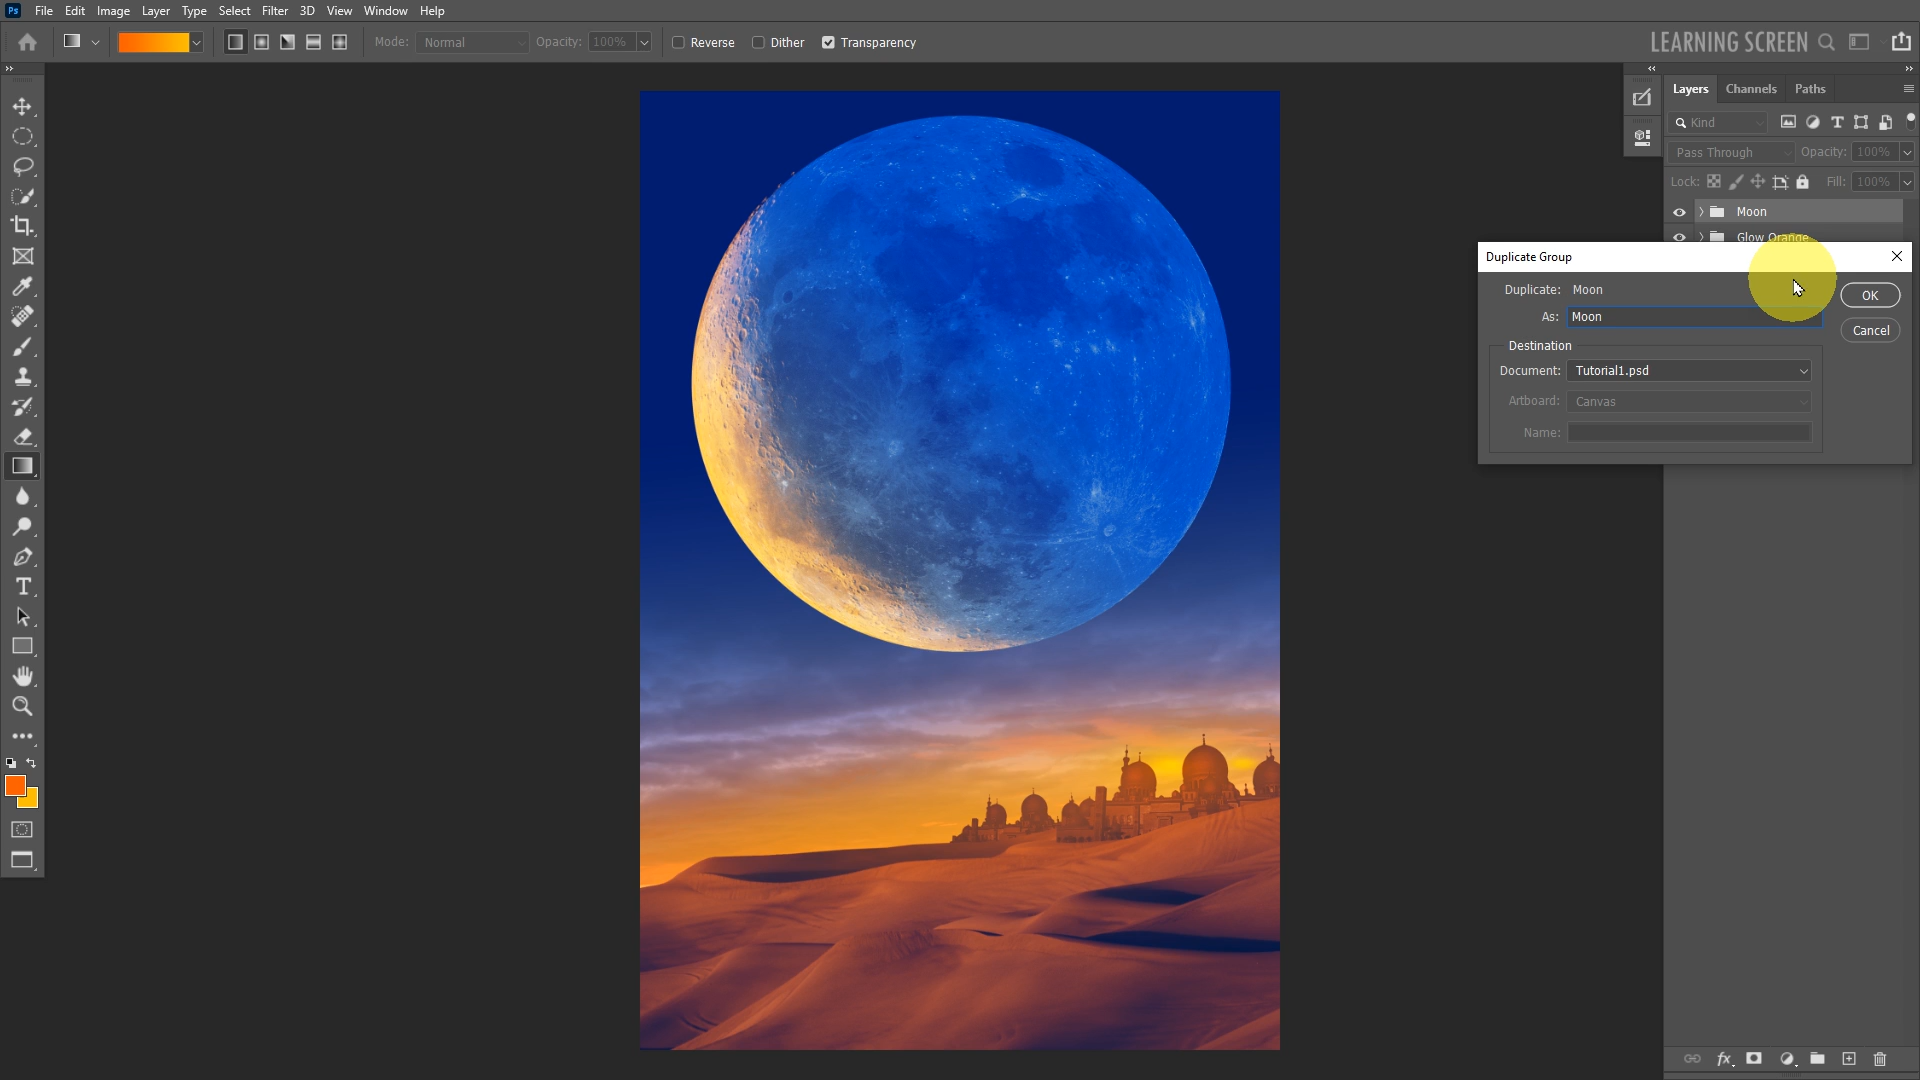 Ps File Edit Image Layer Type Select Filter 3D View Window Help
Mode: Normal Opacity: 100% Reverse Dither Transparency LEARNING SCREEN
Layers Channels Paths
Kind
Pass Through Opacity: 100%
Lock: Fill: 100%
Moon
Glow Orange
Duplicate Group
Duplicate: Moon
OK
As: Moon
Cancel
Destination
Document: Tutorial1.psd
Artboard: Canvas
Name:
fx